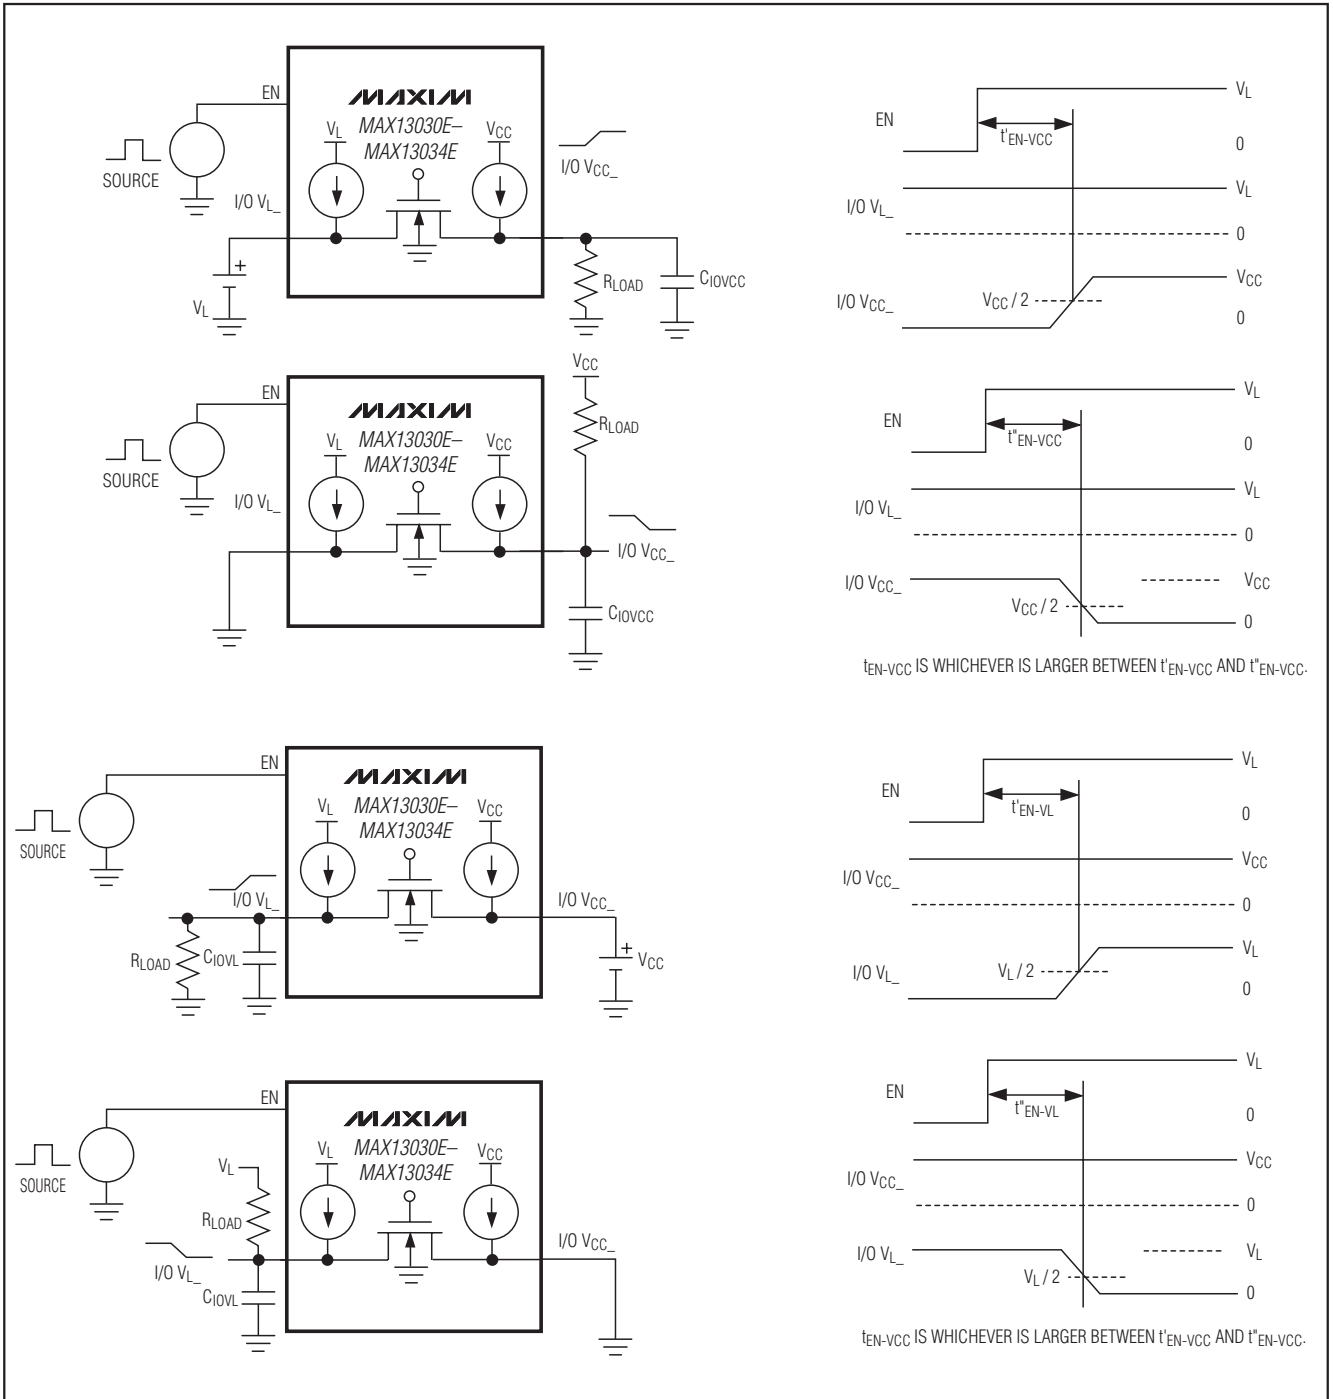 EN
MAXIM
MAX13030E–
MAX13034E
VL
VCC
SOURCE
I/O VL_
I/O VCC_
VL
RLOAD
CIOVCC
EN
VL
t'EN-VCC
0
I/O VL_
VL
0
I/O VCC_
VCC / 2
VCC
0
EN
MAXIM
MAX13030E–
MAX13034E
VL
VCC
SOURCE
I/O VL_
VCC
RLOAD
I/O VCC_
CIOVCC
EN
VL
t"EN-VCC
0
I/O VL_
VL
0
I/O VCC_
VCC
VCC / 2
0
tEN-VCC IS WHICHEVER IS LARGER BETWEEN t'EN-VCC AND t"EN-VCC.
EN
MAXIM
MAX13030E–
MAX13034E
VL
VCC
SOURCE
I/O VL_
I/O VCC_
RLOAD
CIOVL
+
VCC
EN
VL
t'EN-VL
0
I/O VCC_
VCC
0
I/O VL_
VL / 2
VL
0
EN
MAXIM
MAX13030E–
MAX13034E
VL
VCC
SOURCE
VL
RLOAD
I/O VL_
CIOVL
I/O VCC_
EN
VL
t"EN-VL
0
I/O VCC_
VCC
0
I/O VL_
VL
VL / 2
0
tEN-VCC IS WHICHEVER IS LARGER BETWEEN t'EN-VCC AND t"EN-VCC.